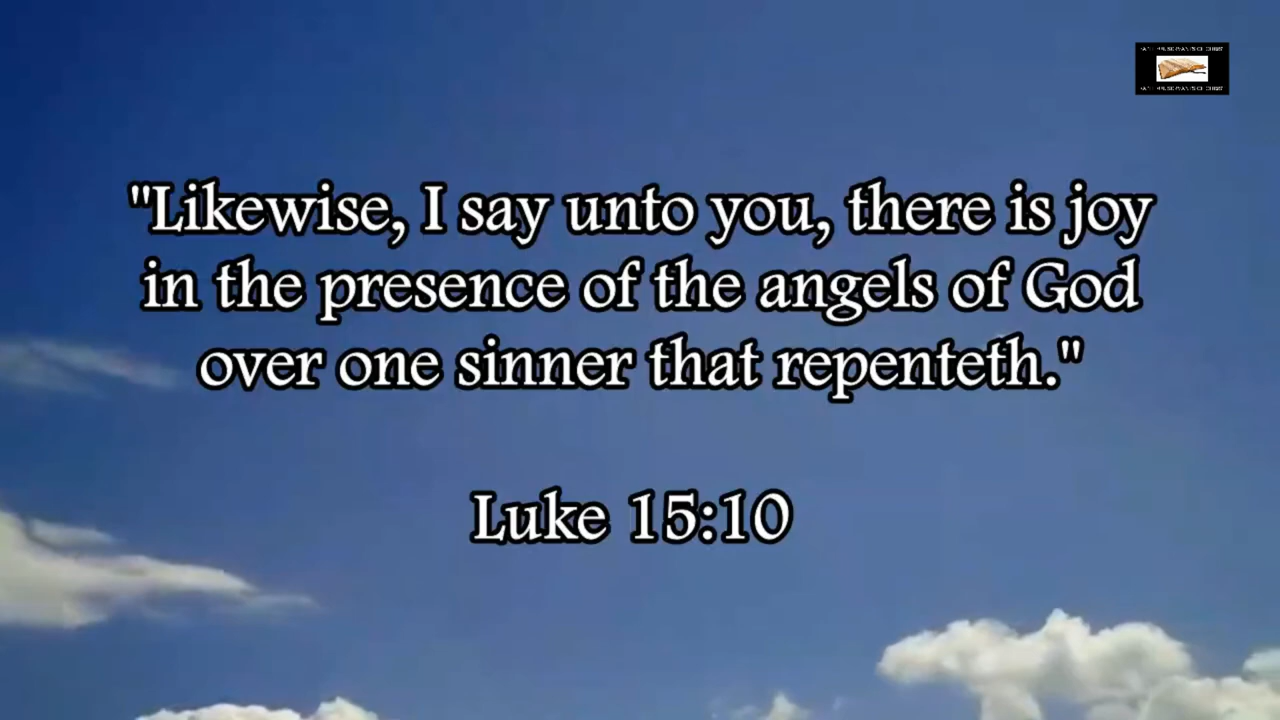 "Likewise, I say unto you, there is joy
in the presence of the angels of God
over one sinner that repenteth."
Luke 15:10